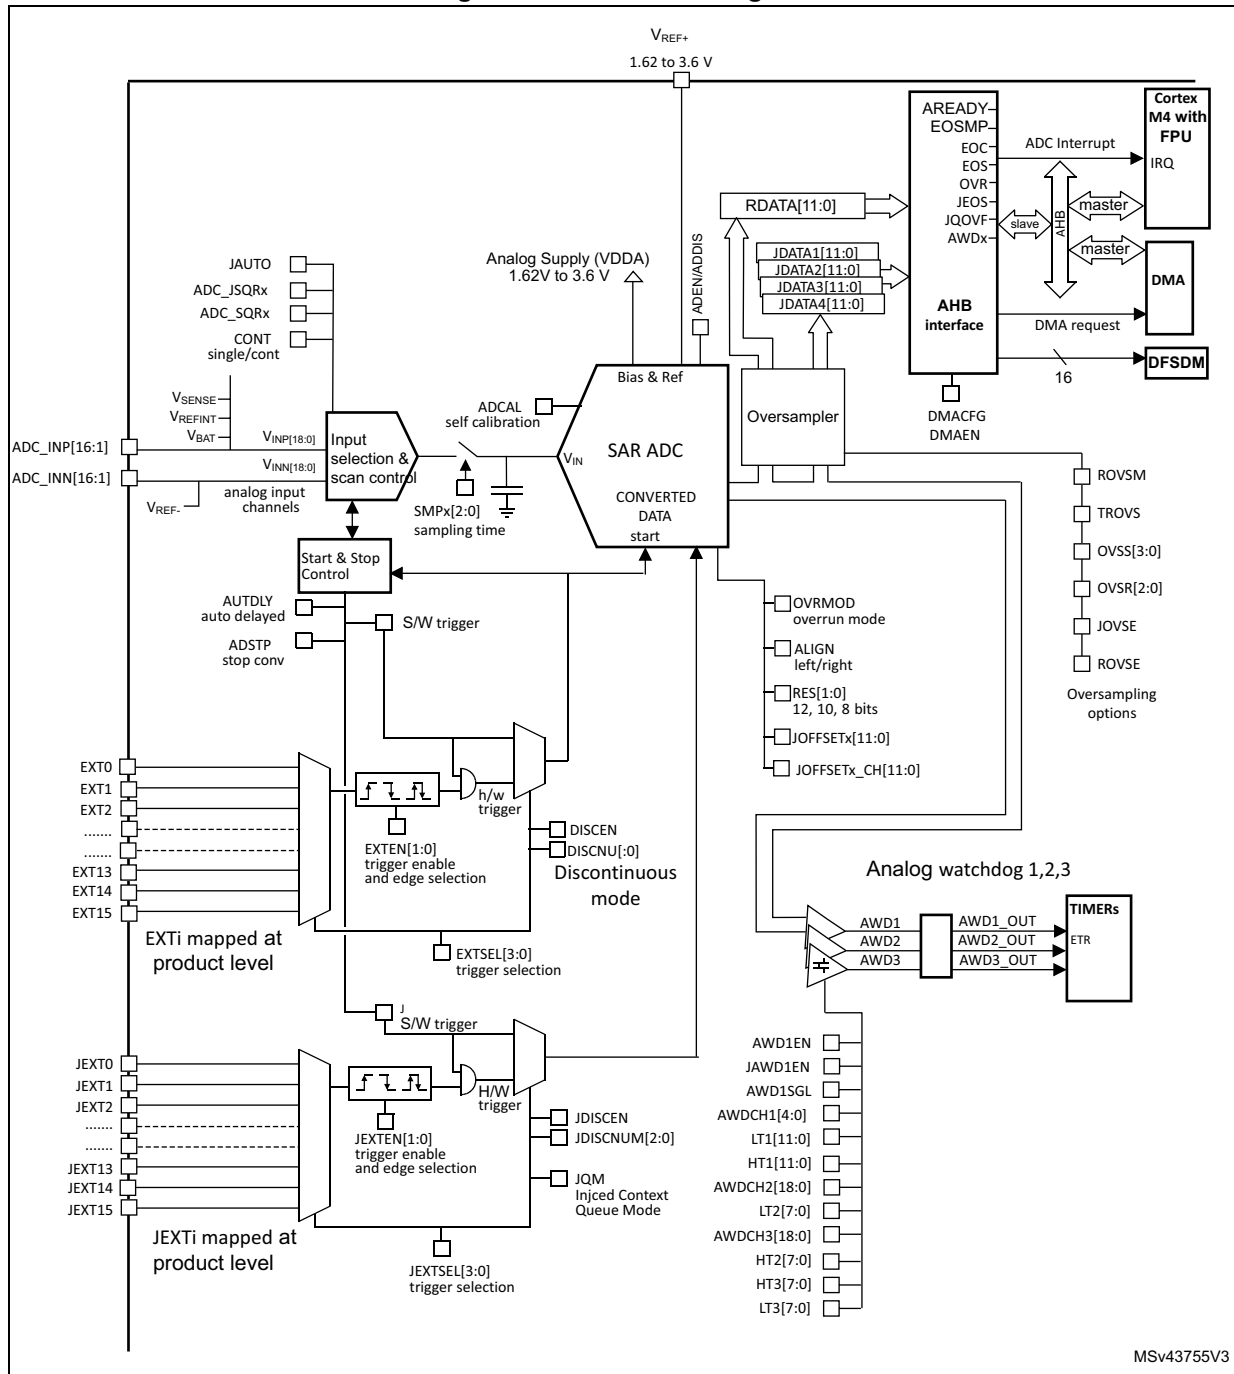 VREF+
1.62 to 3.6 V
AREADY
EOSMP
EOC
EOS
OVR
JEOS
JQOVF
AWDx
AHB
interface
ADC Interrupt
Cortex
M4 with
FPU
IRQ
slave
AHB
master
master
DMA
DMA request
16
DFSDM
DMACFG
DMAEN
RDATA[11:0]
JDATA1[11:0]
JDATA2[11:0]
JDATA3[11:0]
JDATA4[11:0]
Analog Supply (VDDA)
1.62V to 3.6 V
ADEN/ADDIS
JAUTO
ADC_JSQRx
ADC_SQRx
CONT
single/cont
VSENSE
VREFINT
VBAT
ADC_INP[16:1]
ADC_INN[16:1]
VINP[18:0]
VINN[18:0]
VREF-
analog input
channels
Input
selection &
scan control
ADCAL
self calibration
SMPx[2:0]
sampling time
Bias & Ref
SAR ADC
VIN
CONVERTED
DATA
start
Oversampler
ROVSM
TROVS
OVSS[3:0]
OVSR[2:0]
JOVSE
ROVSE
Oversampling
options
Start & Stop
Control
AUTDLY
auto delayed
ADSTP
stop conv
S/W trigger
OVRMOD
overrun mode
ALIGN
left/right
RES[1:0]
12, 10, 8 bits
JOFFSETx[11:0]
JOFFSETx_CH[11:0]
EXT0
EXT1
EXT2
.......
.......
EXT13
EXT14
EXT15
EXTi mapped at
product level
h/w
trigger
EXTEN[1:0]
trigger enable
and edge selection
DISCEN
DISCNU[:0]
Discontinuous
mode
EXTSEL[3:0]
trigger selection
Analog watchdog 1,2,3
AWD1
AWD2
AWD3
AWD1_OUT
AWD2_OUT
AWD3_OUT
TIMERs
ETR
J
S/W trigger
JEXT0
JEXT1
JEXT2
.......
.......
JEXT13
JEXT14
JEXT15
JEXTi mapped at
product level
H/W
trigger
JEXTEN[1:0]
trigger enable
and edge selection
JDISCEN
JDISCNUM[2:0]
JQM
Injced Context
Queue Mode
JEXTSEL[3:0]
trigger selection
AWD1EN
JAWD1EN
AWD1SGL
AWDCH1[4:0]
LT1[11:0]
HT1[11:0]
AWDCH2[18:0]
LT2[7:0]
AWDCH3[18:0]
HT2[7:0]
HT3[7:0]
LT3[7:0]
MSv43755V3